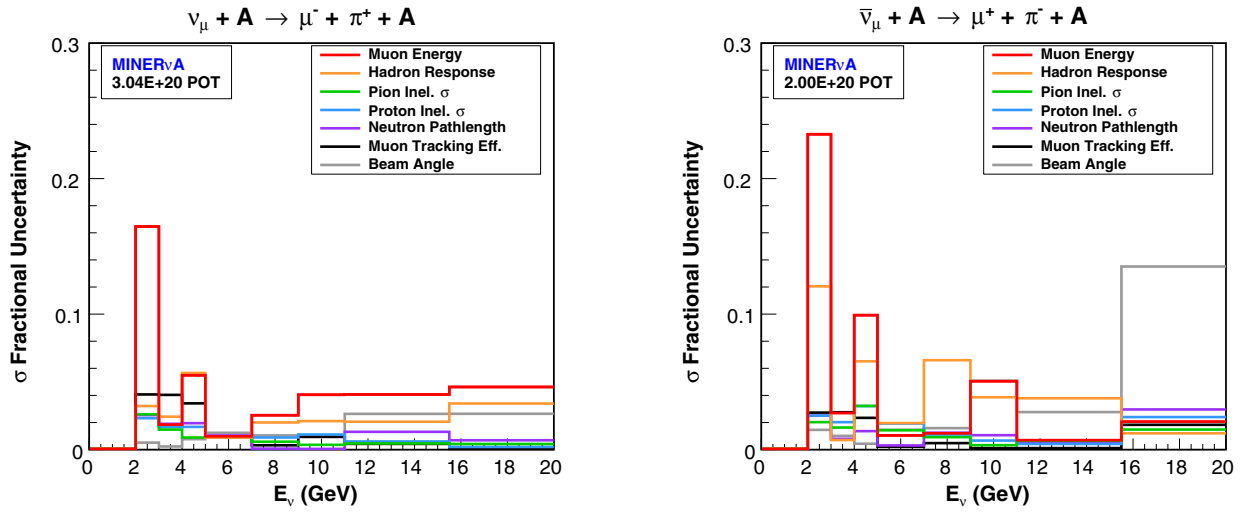 ν_μ + A → μ⁻ + π⁺ + A
0.3
0.2
0.1
0
σ Fractional Uncertainty
MINERνA
3.04E+20 POT
Muon Energy
Hadron Response
Pion Inel. σ
Proton Inel. σ
Neutron Pathlength
Muon Tracking Eff.
Beam Angle
0 2 4 6 8 10 12 14 16 18 20
E_ν (GeV)
ν̅_μ + A → μ⁺ + π⁻ + A
0.3
0.2
0.1
0
σ Fractional Uncertainty
MINERνA
2.00E+20 POT
Muon Energy
Hadron Response
Pion Inel. σ
Proton Inel. σ
Neutron Pathlength
Muon Tracking Eff.
Beam Angle
0 2 4 6 8 10 12 14 16 18 20
E_ν (GeV)